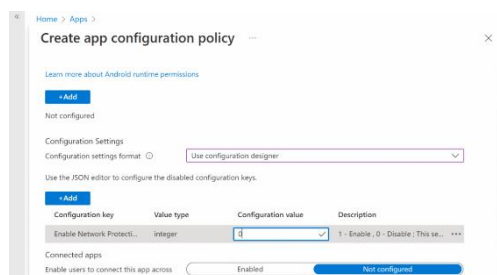 Home > Apps >
Create app configuration policy ...
Learn more about Android runtime permissions
+Add
Not configured
Configuration Settings
Configuration settings format
Use configuration designer
Use the JSON editor to configure the disabled configuration keys.
+Add
Configuration key Value type Configuration value Description
Enable Network Protecti... integer 0 1 - Enable , 0 - Disable ; This se... ...
Connected apps
Enable users to connect this app across Enabled Not configured